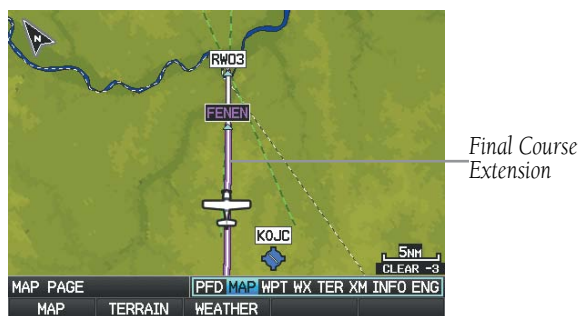 N
RW03
FENEN
Final Course
Extension
KOJC
5NM
CLEAR -3
MAP PAGE
PFD MAP WPT WX TER XM INFO ENG
MAP TERRAIN WEATHER